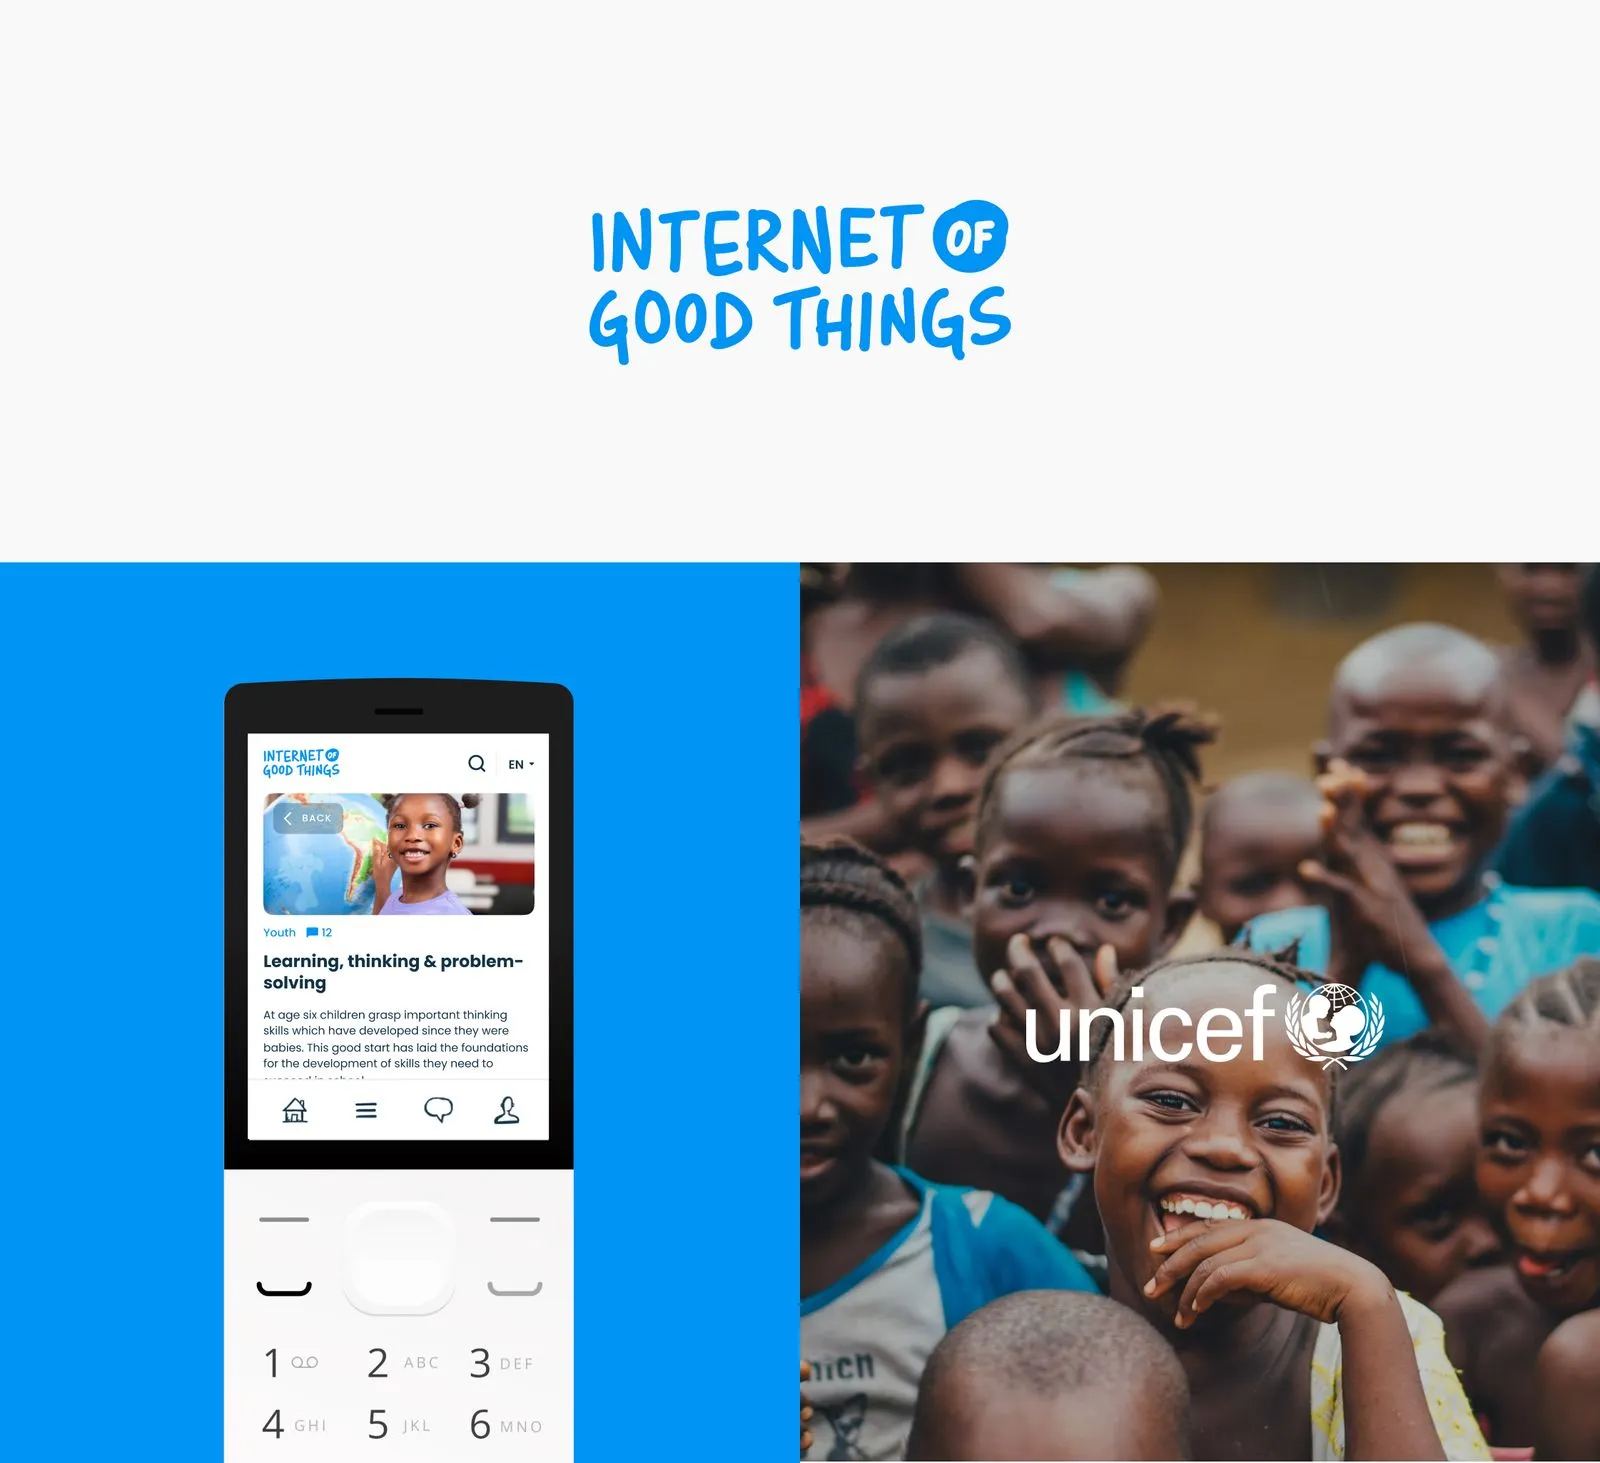 INTERNET OF
GOOD THINGS
INTERNET OF
GOOD THINGS
EN
BACK
Youth 12
Learning, thinking & problem-
solving
At age six children grasp important thinking
skills which have developed since they were
babies. This good start has laid the foundations
for the development of skills they need to
1 2 ABC 3 DEF
4 GHI 5 JKL 6 MNO
unicef